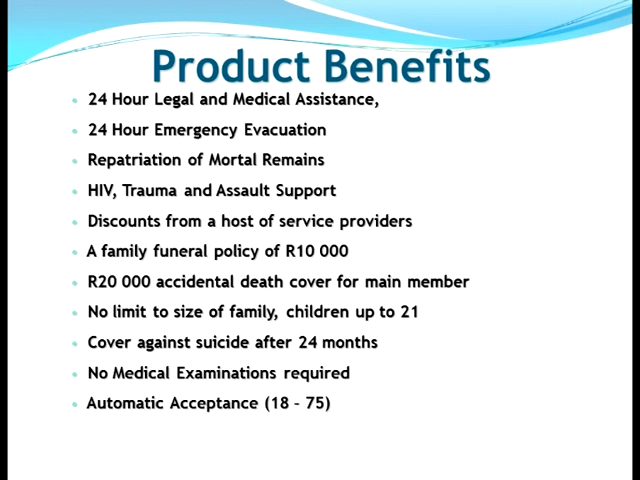 Product Benefits
24 Hour Legal and Medical Assistance,
24 Hour Emergency Evacuation
Repatriation of Mortal Remains
HIV, Trauma and Assault Support
Discounts from a host of service providers
A family funeral policy of R10 000
R20 000 accidental death cover for main member
No limit to size of family, children up to 21
Cover against suicide after 24 months
No Medical Examinations required
Automatic Acceptance (18 – 75)